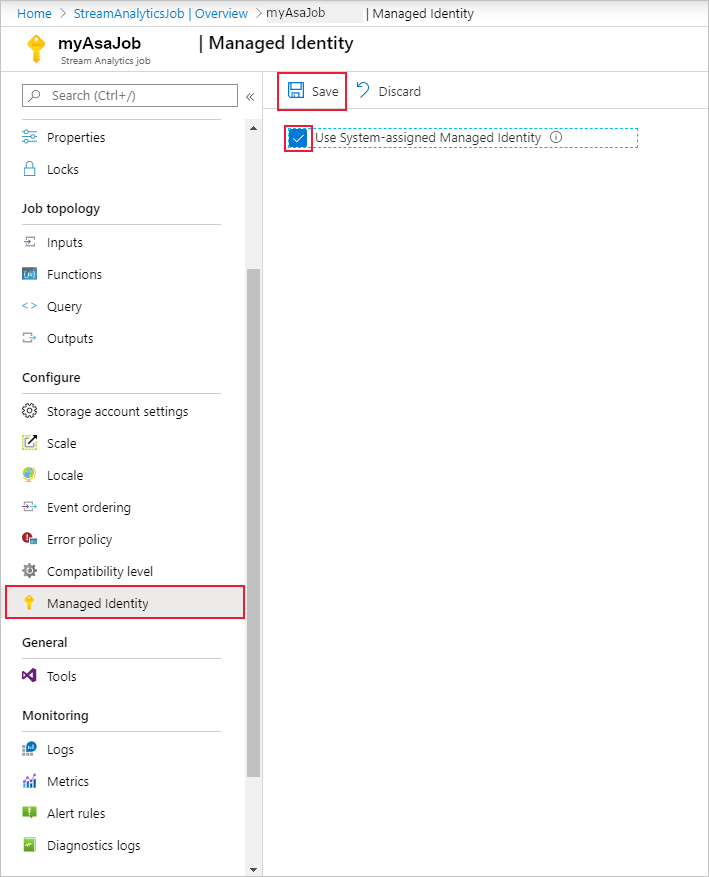 Home > StreamAnalyticsJob | Overview > myAsaJob | Managed Identity
myAsaJob | Managed Identity
Stream Analytics job
Search (Ctrl+/) «
Save Discard
Use System-assigned Managed Identity
Properties
Locks
Job topology
Inputs
Functions
Query
Outputs
Configure
Storage account settings
Scale
Locale
Event ordering
Error policy
Compatibility level
Managed Identity
General
Tools
Monitoring
Logs
Metrics
Alert rules
Diagnostics logs